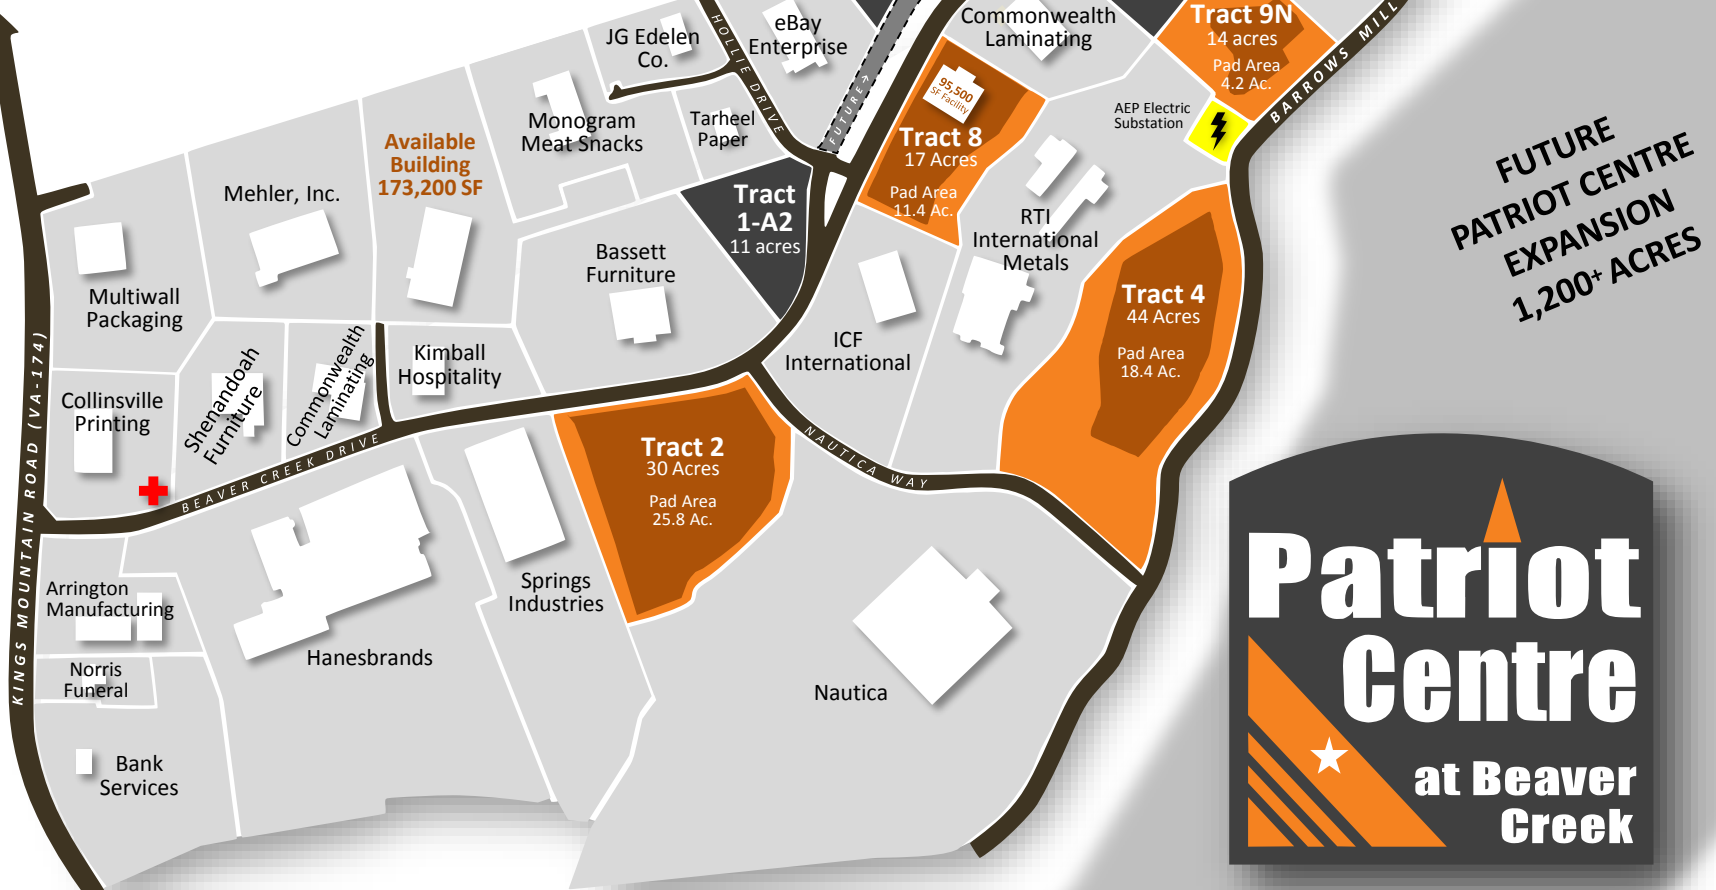 JG Edelen
Co.
HOLLIE DRIVE
eBay
Enterprise
FUTURE →
Commonwealth
Laminating
Tract 9N
14 acres
Pad Area
4.2 Ac.
BARROWS MILL
95,500
SF Facility
Tract 8
17 Acres
Pad Area
11.4 Ac.
AEP Electric
Substation
FUTURE
PATRIOT CENTRE
EXPANSION
1,200+ ACRES
Available
Building
173,200 SF
Monogram
Meat Snacks
Tarheel
Paper
Mehler, Inc.
Tract
1-A2
11 acres
RTI
International
Metals
Bassett
Furniture
Multiwall
Packaging
Tract 4
44 Acres
Pad Area
18.4 Ac.
ICF
International
Kimball
Hospitality
Commonwealth
Laminating
Shenandoah
Furniture
Collinsville
Printing
KINGS MOUNTAIN ROAD (VA-174)
BEAVER CREEK DRIVE
Tract 2
30 Acres
Pad Area
25.8 Ac.
NAUTICA WAY
Springs
Industries
Arrington
Manufacturing
Hanesbrands
Norris
Funeral
Nautica
Bank
Services
Patriot
Centre
at Beaver
Creek